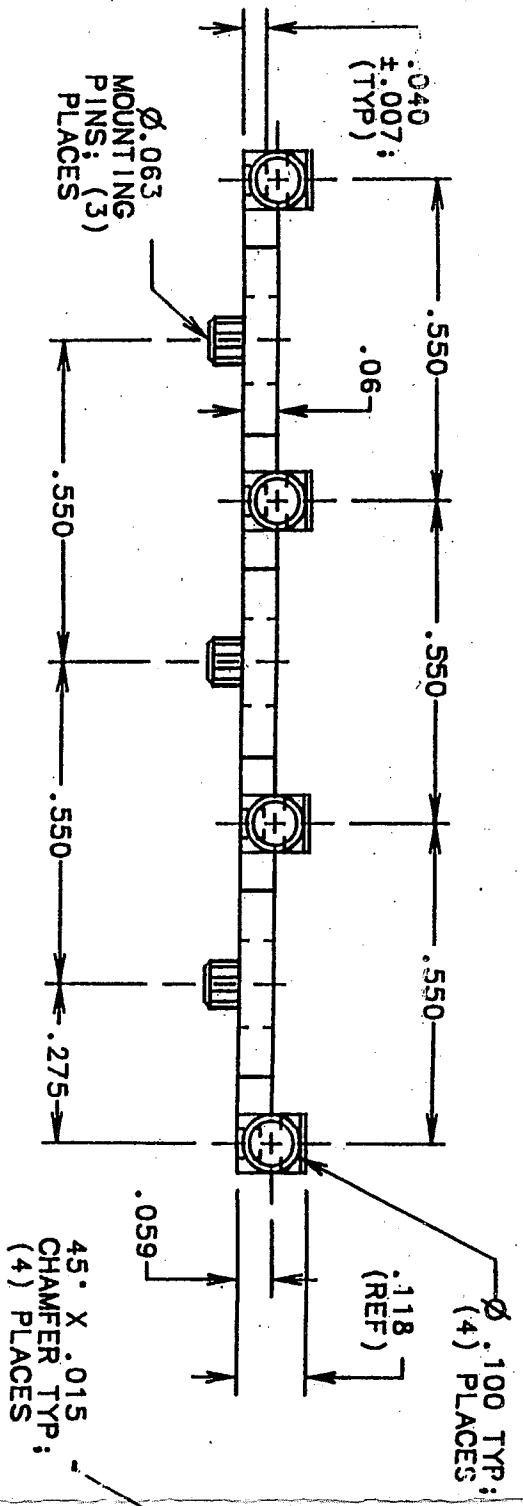 .040
±.007;
(TYP)
.550
.550
.550
Ø .100 TYP;
(4) PLACES
.06
.118
(REF)
Ø.063
MOUNTING
PINS; (3)
PLACES
.550
.550
.275
.059
45° X .015
CHAMFER TYP;
(4) PLACES